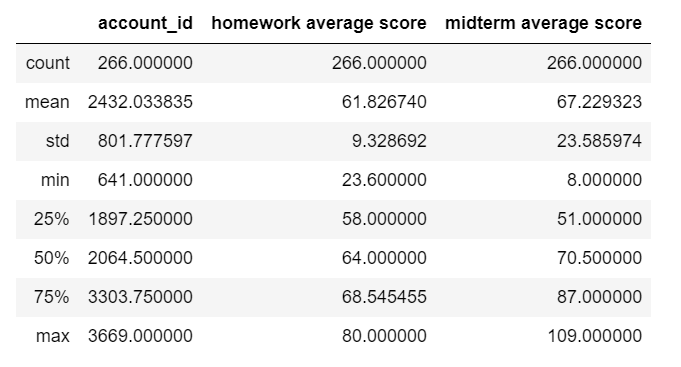 account_id homework average score midterm average score
count 266.000000 266.000000 266.000000
mean 2432.033835 61.826740 67.229323
std 801.777597 9.328692 23.585974
min 641.000000 23.600000 8.000000
25% 1897.250000 58.000000 51.000000
50% 2064.500000 64.000000 70.500000
75% 3303.750000 68.545455 87.000000
max 3669.000000 80.000000 109.000000